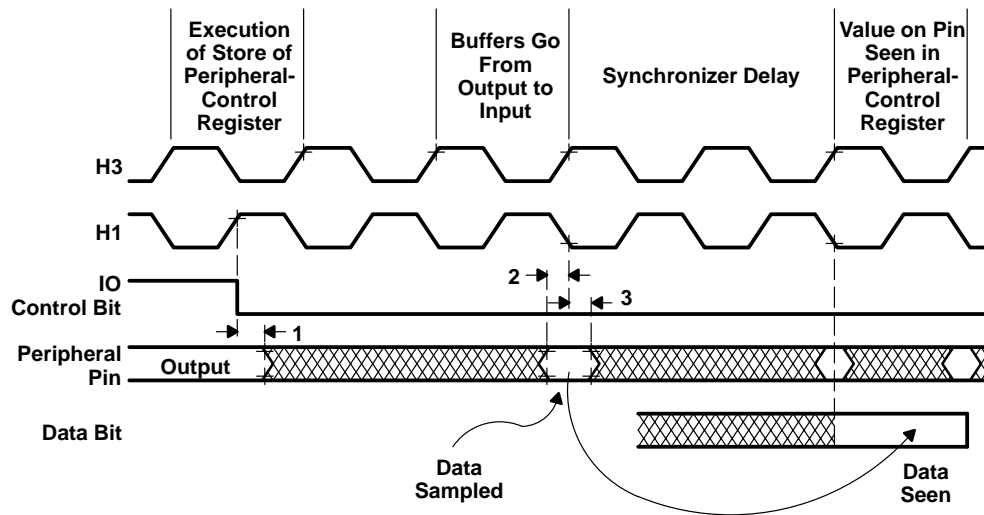 Execution
of Store of
Peripheral-
Control
Register
Buffers Go
From
Output to
Input
Synchronizer Delay
Value on Pin
Seen in
Peripheral-
Control
Register
H3
H1
IO
Control Bit
2
3
1
Peripheral
Pin
Output
Data Bit
Data
Sampled
Data
Seen